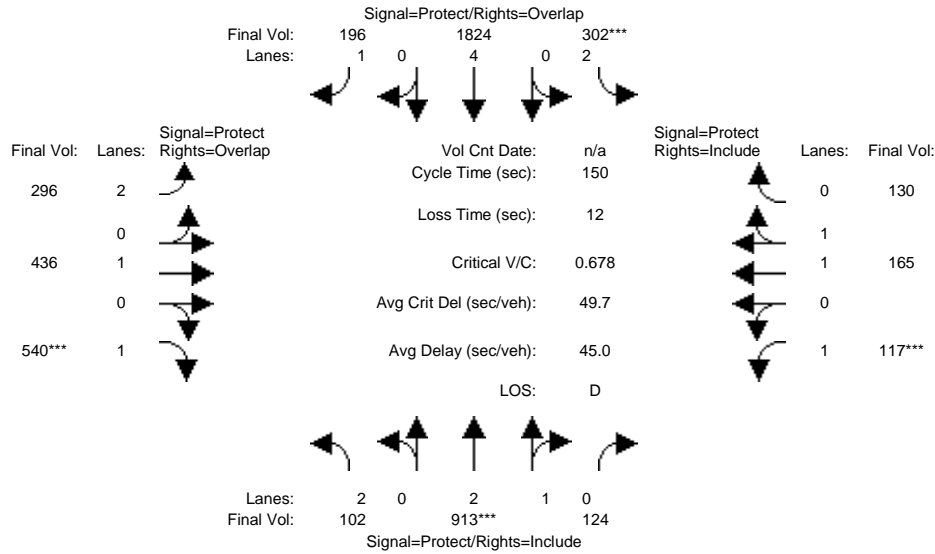 Signal=Protect/Rights=Overlap
Final Vol: 196 1824 302***
Lanes: 1 0 4 0 2
Signal=Protect
Final Vol: Lanes: Rights=Overlap
Vol Cnt Date: n/a
Signal=Protect
Rights=Include Lanes: Final Vol:
Cycle Time (sec): 150
296 2
0 130
Loss Time (sec): 12
0
1
436 1
Critical V/C: 0.678
1 165
0
Avg Crit Del (sec/veh): 49.7
0
540*** 1
Avg Delay (sec/veh): 45.0
1 117***
LOS: D
Lanes: 2 0 2 1 0
Final Vol: 102 913*** 124
Signal=Protect/Rights=Include